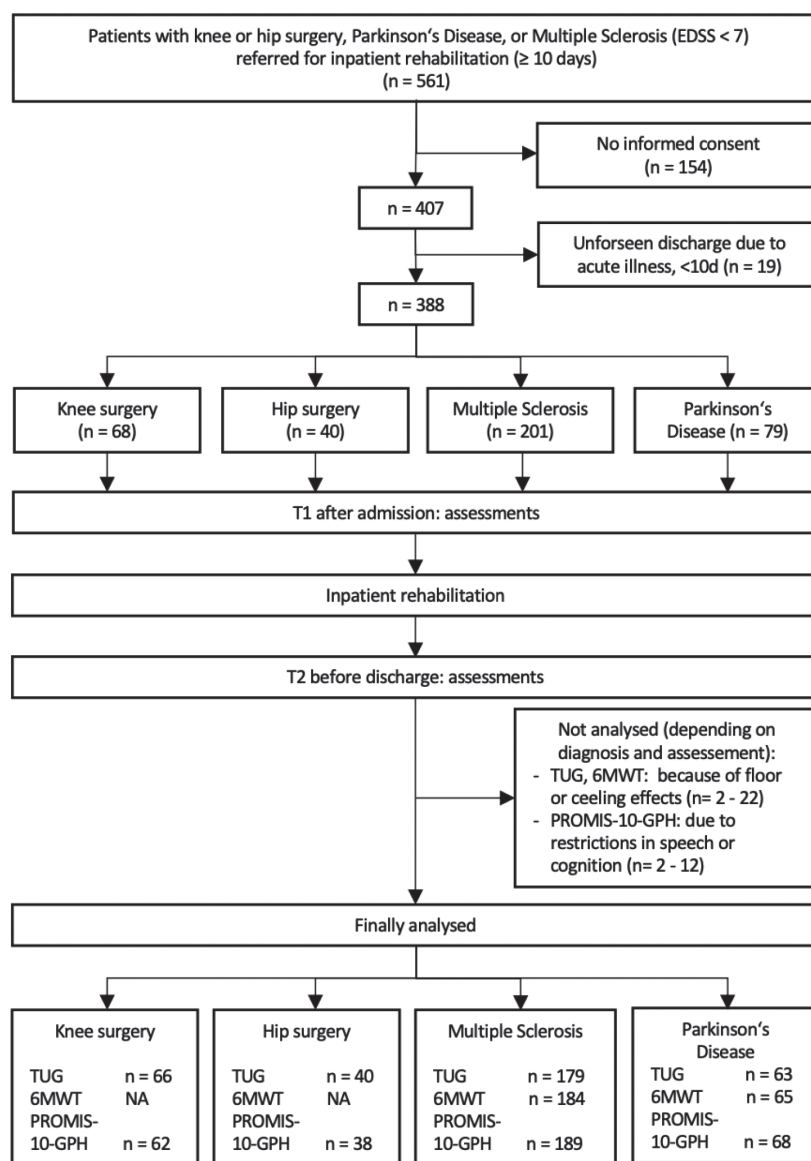 Patients with knee or hip surgery, Parkinson‘s Disease, or Multiple Sclerosis (EDSS < 7)
referred for inpatient rehabilitation (≥ 10 days)
(n = 561)
No informed consent
(n = 154)
n = 407
Unforseen discharge due to
acute illness, <10d (n = 19)
n = 388
Knee surgery
(n = 68)
Hip surgery
(n = 40)
Multiple Sclerosis
n = 201)
Parkinson‘s
Disease (n = 79)
T1 after admission: assessments
Inpatient rehabilitation
T2 before discharge: assessments
Not analysed (depending on
diagnosis and assessement):
- TUG, 6MWT: because of floor
or ceeling effects (n= 2 - 22)
- PROMIS-10-GPH: due to
restrictions in speech or
cognition (n= 2 - 12)
Finally analysed
Knee surgery
TUG n = 66
6MWT NA
PROMIS-
10-GPH n = 62
Hip surgery
TUG n = 40
6MWT NA
PROMIS-
10-GPH n = 38
Multiple Sclerosis
TUG n = 179
6MWT n = 184
PROMIS-
10-GPH n = 189
Parkinson‘s
Disease
TUG n = 63
6MWT n = 65
PROMIS-
10-GPH n = 68